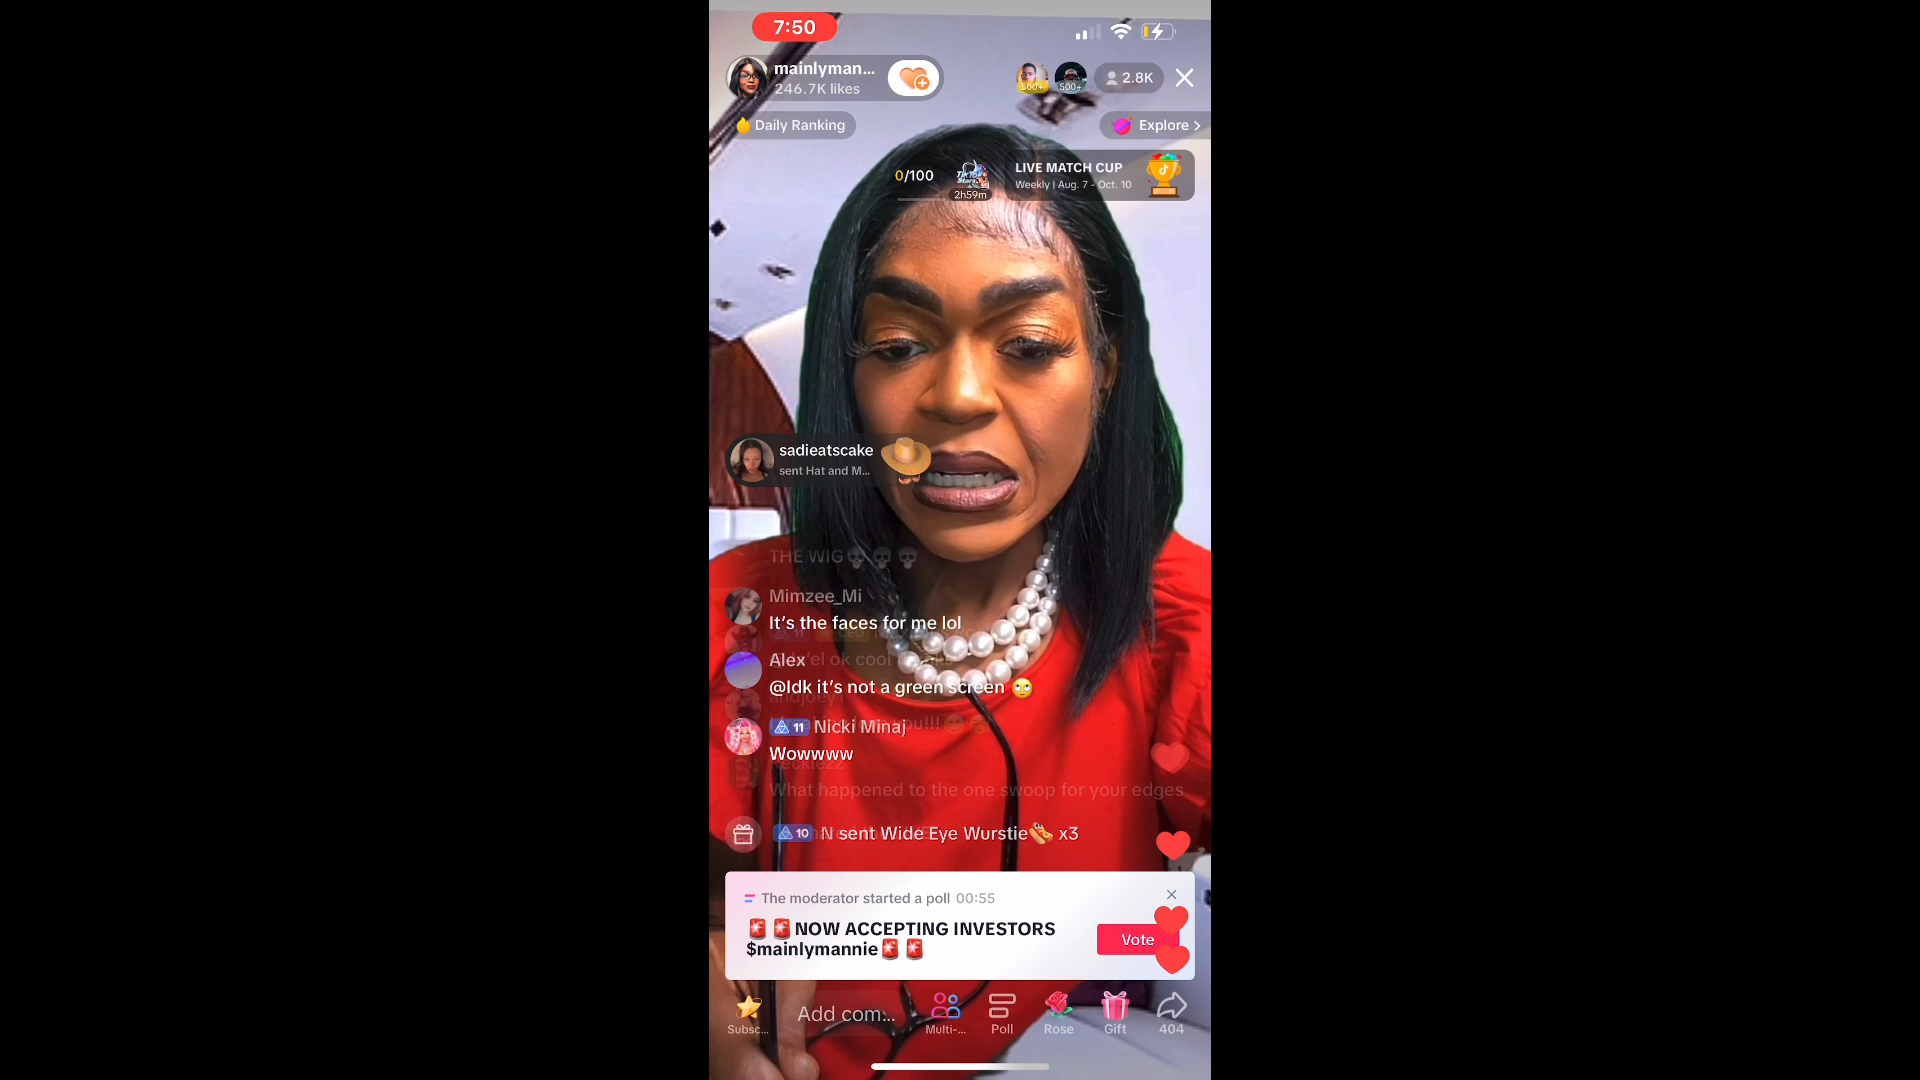 7:50
mainlyman...
246.7K likes
500+
500+
2.8K
Daily Ranking
Explore >
0/100
2h59m
LIVE MATCH CUP
Weekly | Aug. 7 - Oct. 10
sadieatscake
sent Hat and M...
THE WIG💀💀💀
Mimzee_Mi
It's the faces for me lol
Alex
@Idk it's not a green screen 🙄
11 Nicki Minaj
Wowwww
What happened to the one swoop for your edges
10 N sent Wide Eye Wurstie🌭 x3
The moderator started a poll 00:55
🚨🚨NOW ACCEPTING INVESTORS
$mainlymannie🚨🚨
Vote
Add com...
Subsc...
Multi-...
Poll
Rose
Gift
404